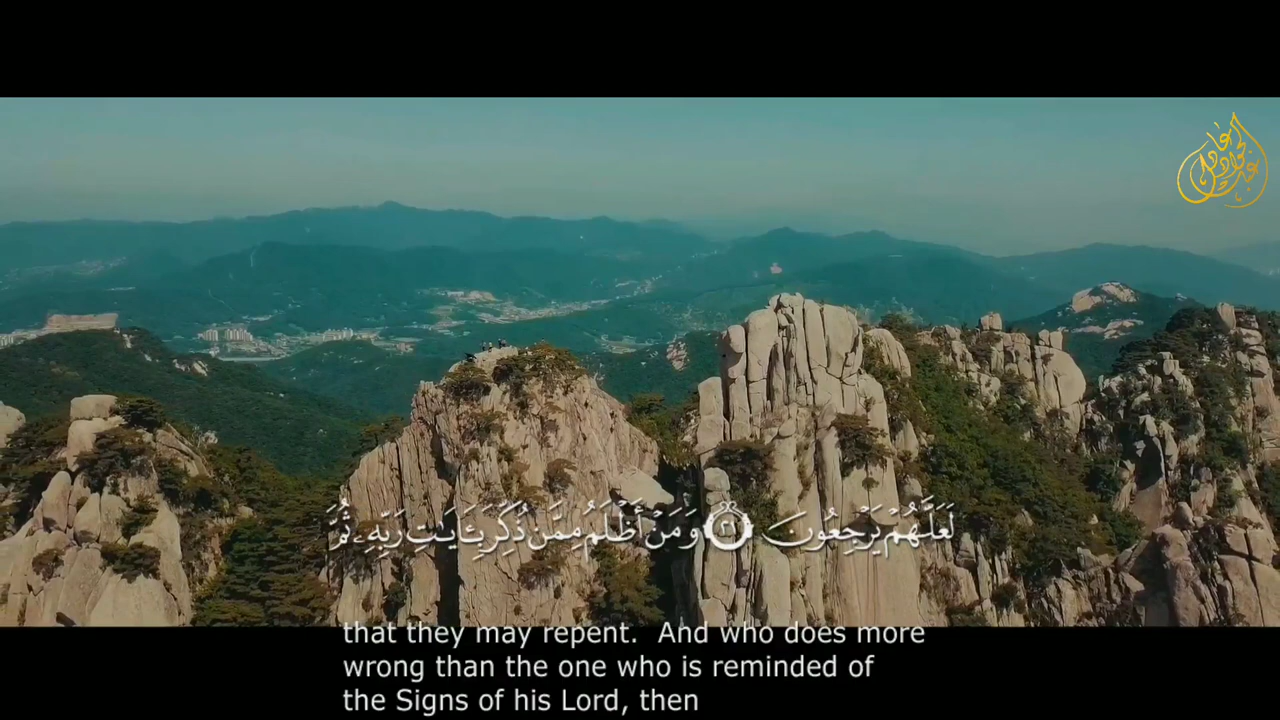 لَعَلَّهُمْ يَرْجِعُونَ ٢١ وَمَنْ أَظْلَمُ مِمَّن ذُكِّرَ بِـَٔايَـٰتِ رَبِّهِۦ ثُمَّ
that they may repent.  And who does more
wrong than the one who is reminded of
the Signs of his Lord, then